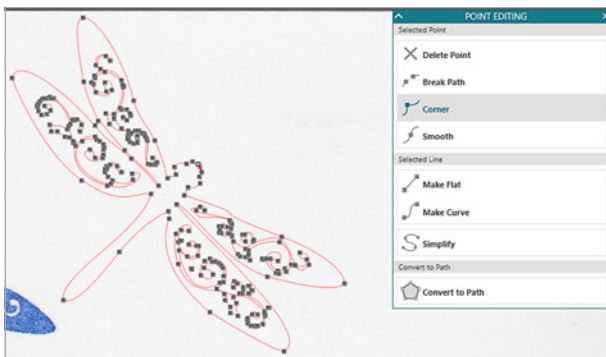 POINT EDITING
Selected Point
Delete Point
Break Path
Corner
Smooth
Selected Line
Make Flat
Make Curve
Simplify
Convert to Path
Convert to Path